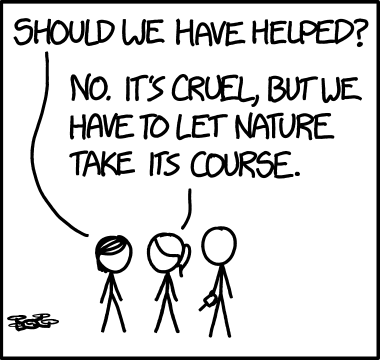 SHOULD WE HAVE HELPED?
NO. IT'S CRUEL, BUT WE
HAVE TO LET NATURE
TAKE ITS COURSE.